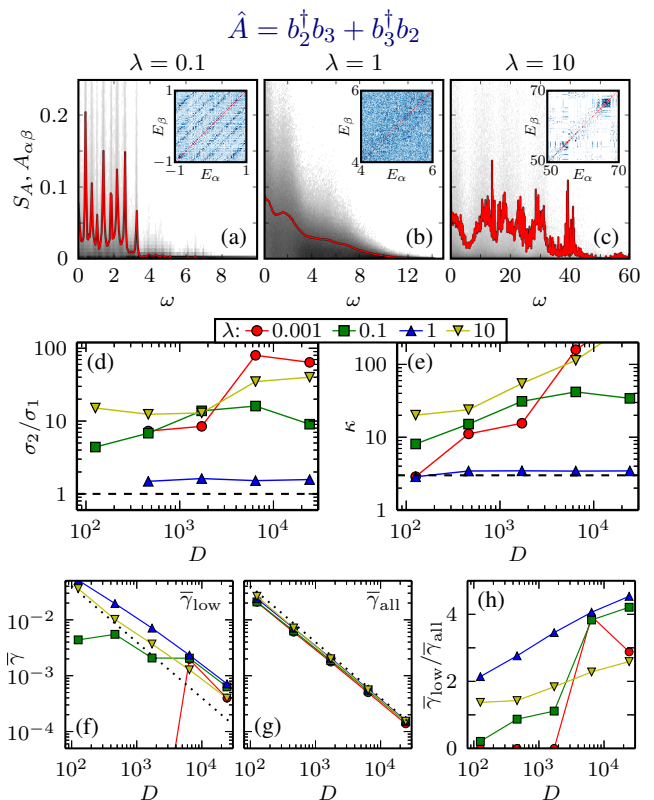 Â = b₂†b₃ + b₃†b₂
λ = 0.1 λ = 1 λ = 10
S_A, A_αβ
0.2
0.1
0
1 E_β −1
−1 E_α 1
6 E_β 4
4 E_α 6
70 E_β 50
50 E_α 70
(a) (b) (c)
0 2 4 6 8 0 4 8 12 0 20 40 60
ω ω ω
λ: 0.001 0.1 1 10
(d) (e)
σ₂/σ₁
100
10
1
κ
100
10
1
10² 10³ 10⁴ 10² 10³ 10⁴
D D
γ̄
10⁻²
10⁻³
10⁻⁴
γ̄_low γ̄_all
(f) (g) (h)
γ̄_low/γ̄_all
4
2
0
10² 10³ 10⁴ 10² 10³ 10⁴ 10² 10³ 10⁴
D D D